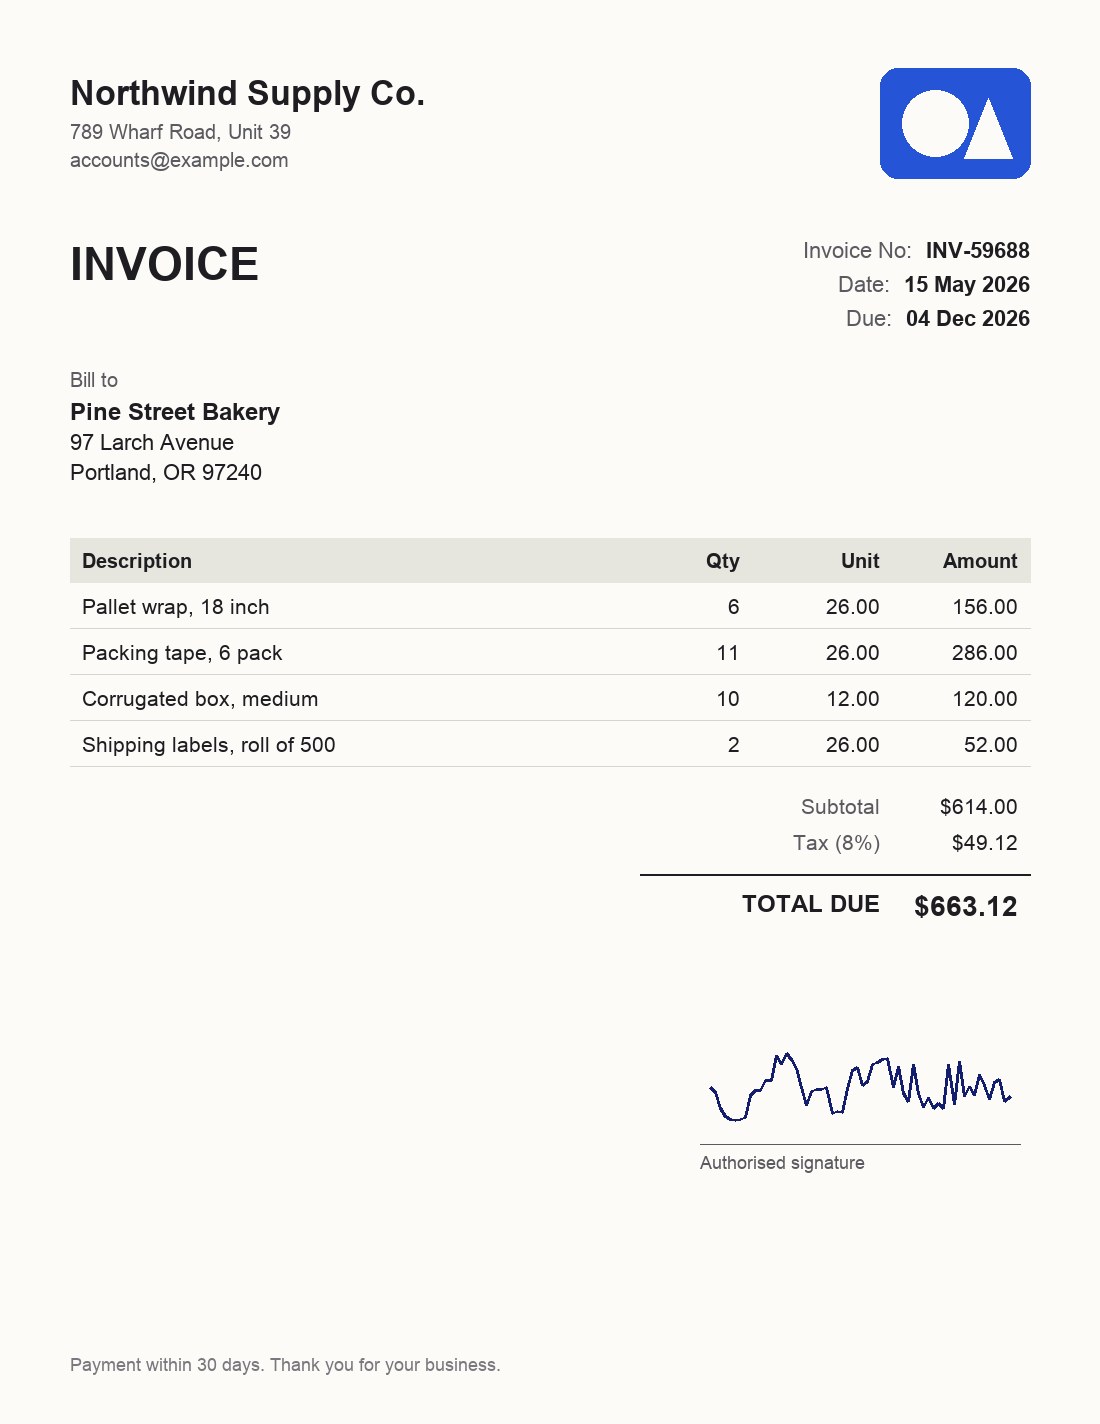 Northwind Supply Co.
789 Wharf Road, Unit 39
accounts@example.com
INVOICE
Invoice No: INV-59688
Date: 15 May 2026
Due: 04 Dec 2026
Bill to
Pine Street Bakery
97 Larch Avenue
Portland, OR 97240
Description Qty Unit Amount
Pallet wrap, 18 inch 6 26.00 156.00
Packing tape, 6 pack 11 26.00 286.00
Corrugated box, medium 10 12.00 120.00
Shipping labels, roll of 500 2 26.00 52.00
Subtotal $614.00
Tax (8%) $49.12
TOTAL DUE $663.12
Authorised signature
Payment within 30 days. Thank you for your business.